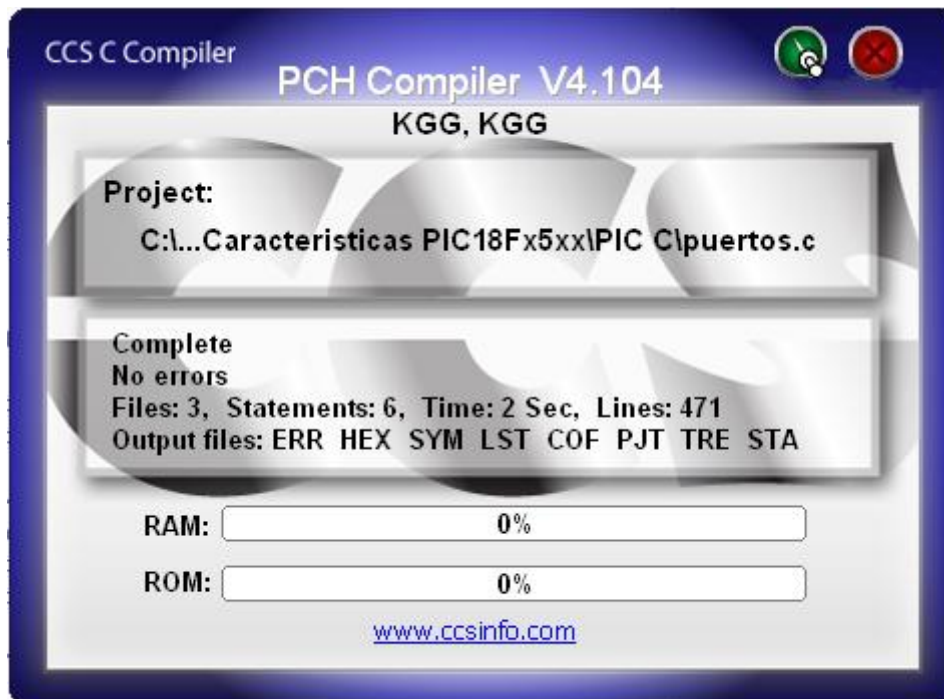 CCS C Compiler
PCH Compiler V4.104
KGG, KGG
Project:
C:\...Caracteristicas PIC18Fx5xx\PIC C\puertos.c
Complete
No errors
Files: 3, Statements: 6, Time: 2 Sec, Lines: 471
Output files: ERR HEX SYM LST COF PJT TRE STA
RAM: 0%
ROM: 0%
www.ccsinfo.com